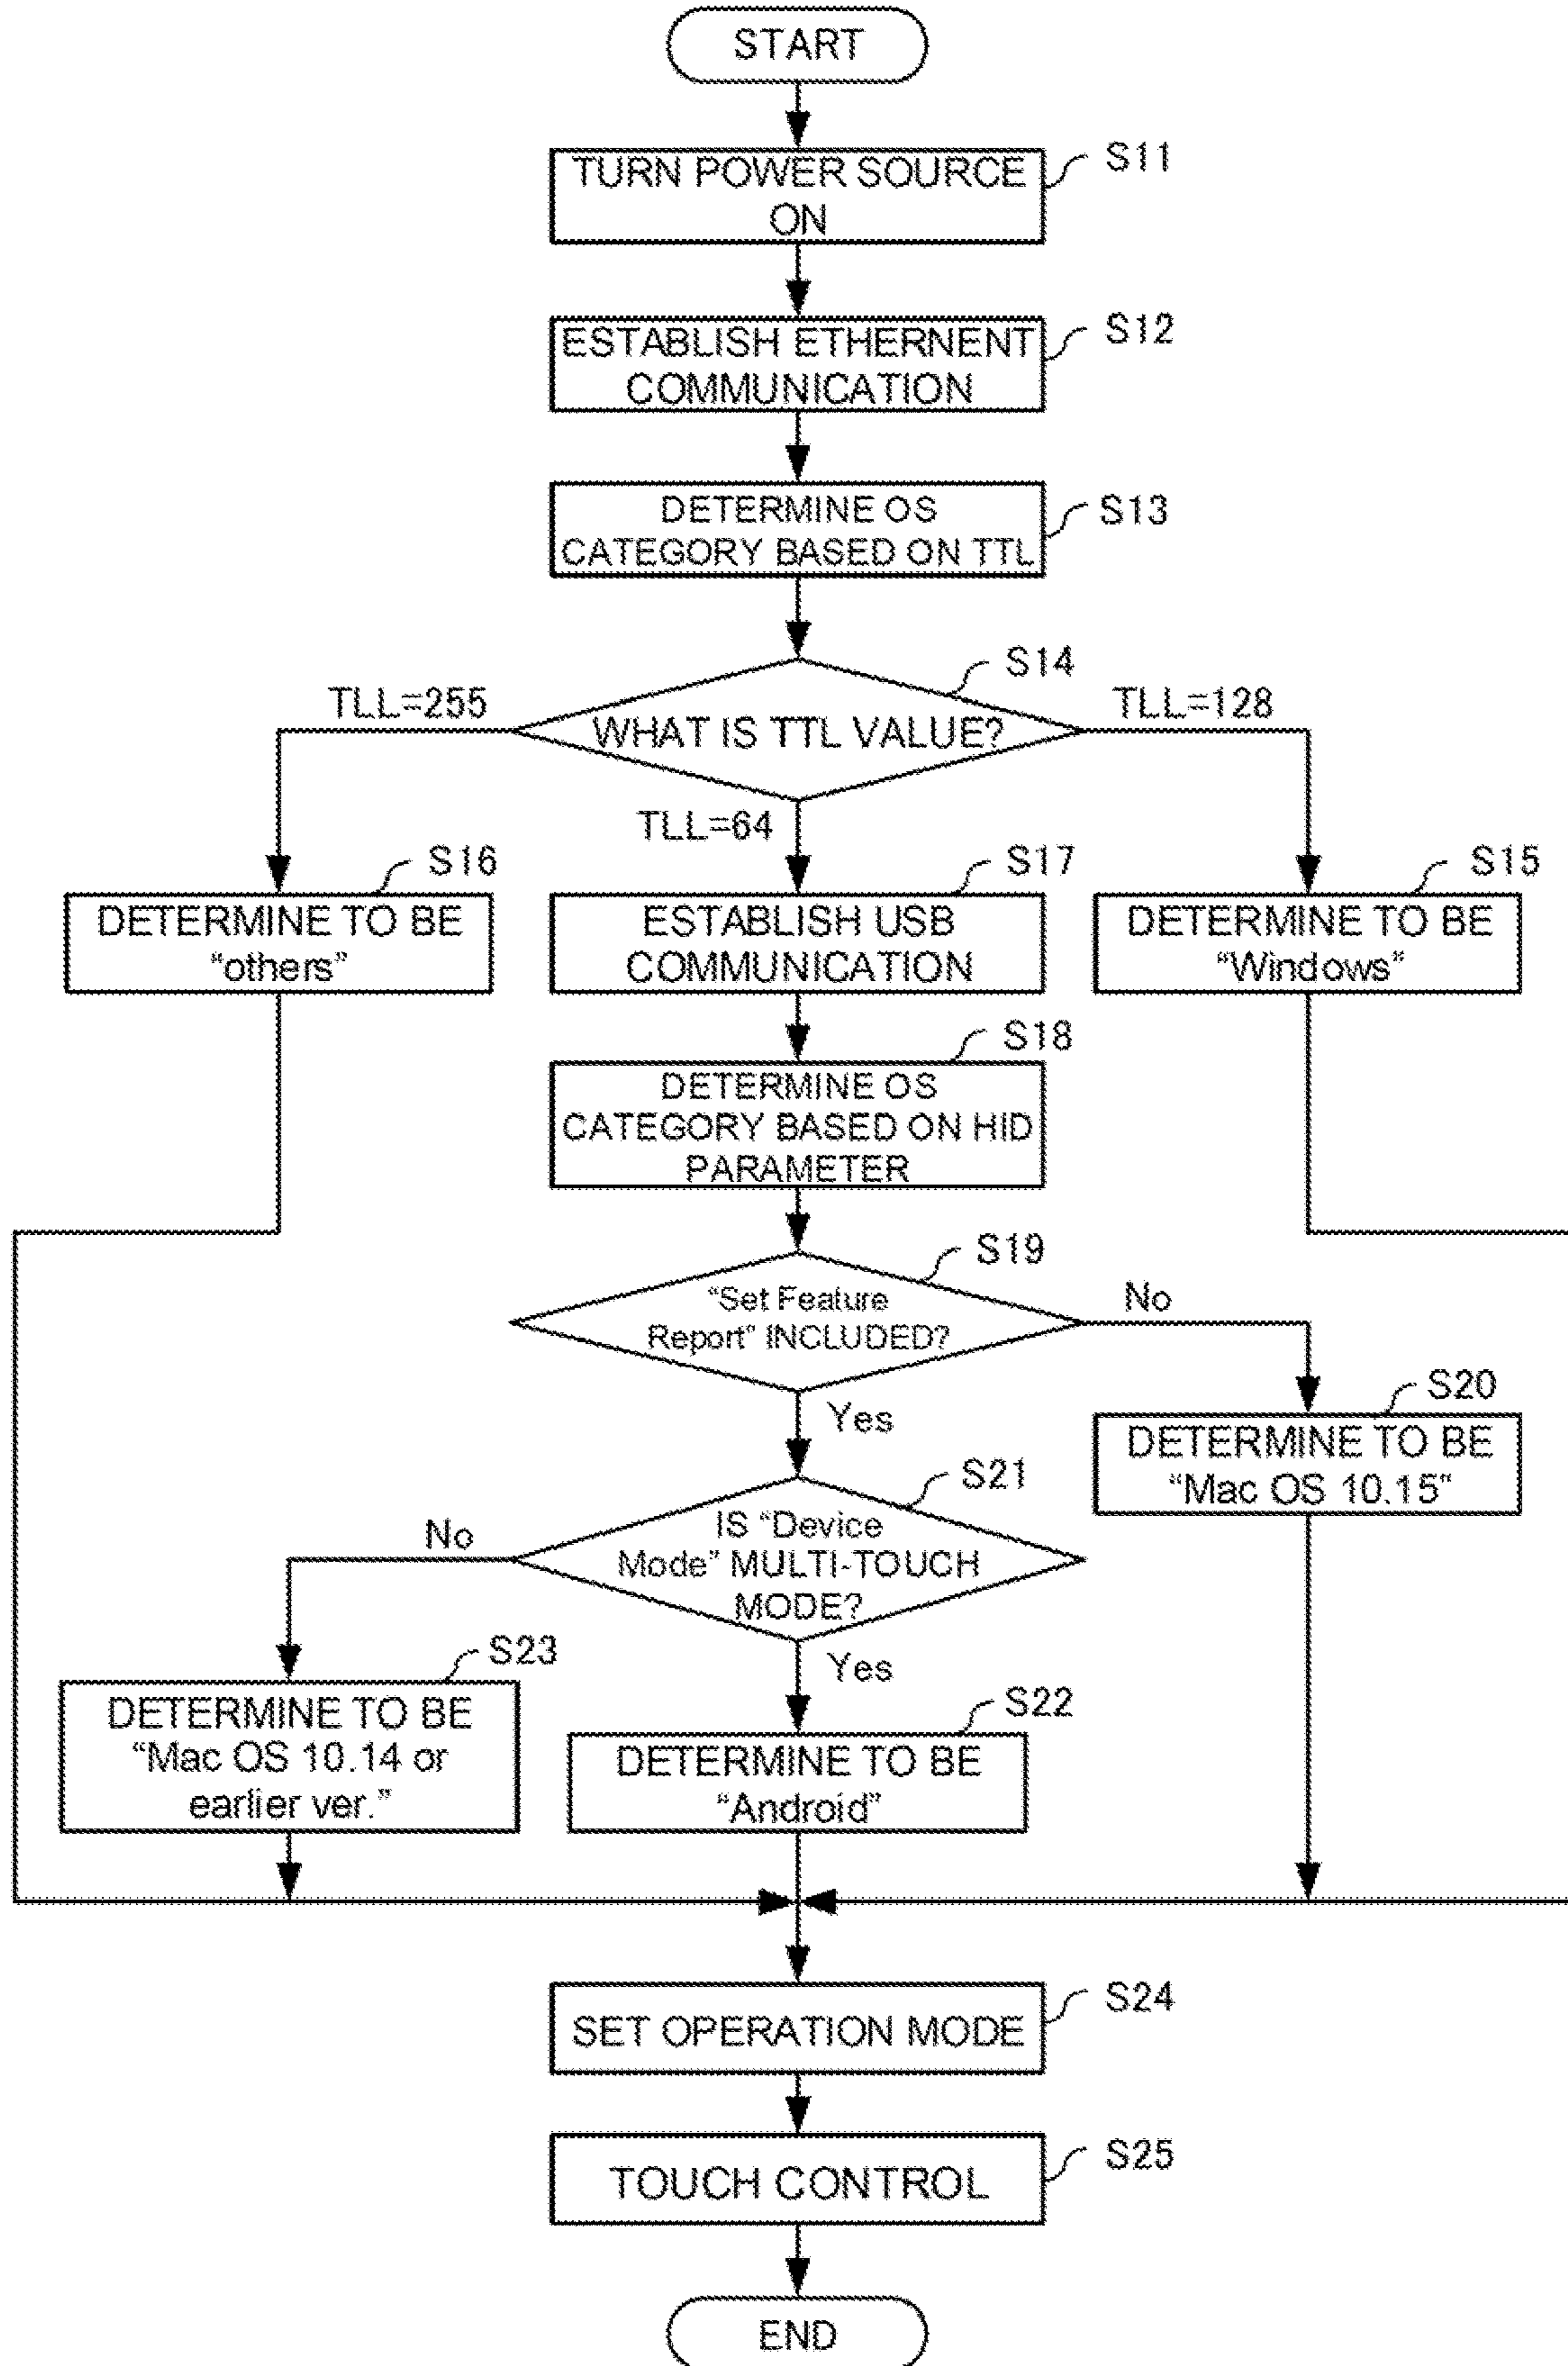 START
S11
TURN POWER SOURCE
ON
S12
ESTABLISH ETHERNENT
COMMUNICATION
S13
DETERMINE OS
CATEGORY BASED ON TTL
S14
TLL=255
WHAT IS TTL VALUE?
TLL=128
TLL=64
S16
DETERMINE TO BE
“others”
S17
ESTABLISH USB
COMMUNICATION
S15
DETERMINE TO BE
“Windows”
S18
DETERMINE OS
CATEGORY BASED ON HID
PARAMETER
S19
“Set Feature
Report” INCLUDED?
No
Yes
S20
DETERMINE TO BE
“Mac OS 10.15“
S21
IS “Device
Mode” MULTI-TOUCH
MODE?
No
Yes
S23
DETERMINE TO BE
“Mac OS 10.14 or
earlier ver.”
S22
DETERMINE TO BE
“Android”
S24
SET OPERATION MODE
S25
TOUCH CONTROL
END